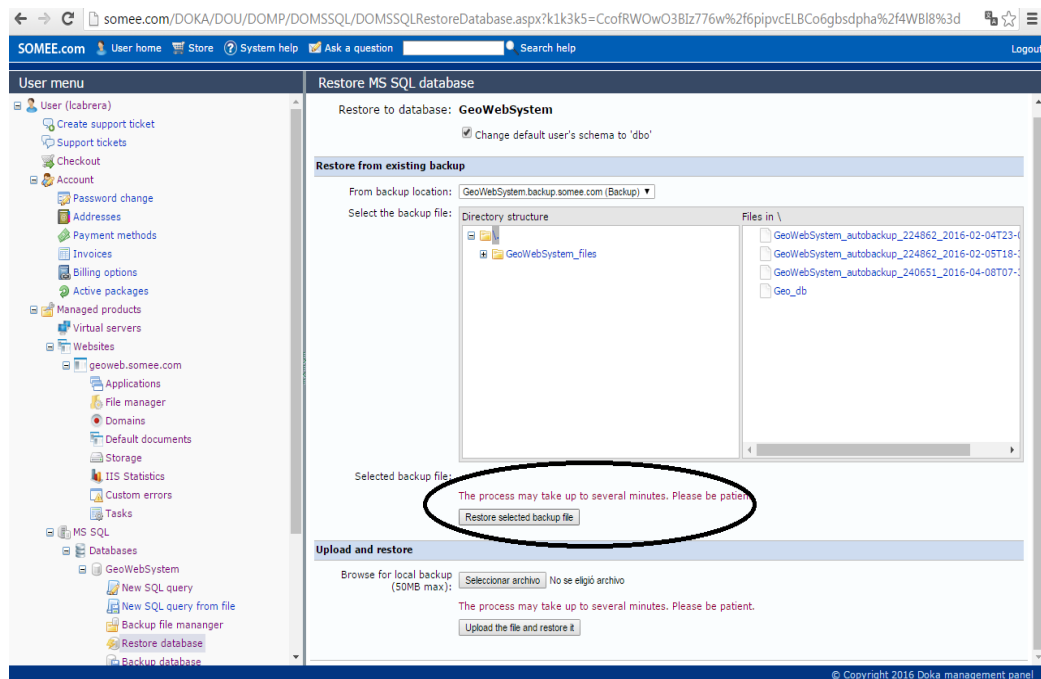 somee.com/DOKA/DOU/DOMP/DOMSSQL/DOMSSQLRestoreDatabase.aspx?k1k3k5=CcofRWOwO3BIz776w%2f6pipvcELBCo6gbsdpha%2f4WBl8%3d
SOMEE.com User home Store System help Ask a question Search help Logout
User menu
User (lcabrera)
Create support ticket
Support tickets
Checkout
Account
Password change
Addresses
Payment methods
Invoices
Billing options
Active packages
Managed products
Virtual servers
Websites
geoweb.somee.com
Applications
File manager
Domains
Default documents
Storage
IIS Statistics
Custom errors
Tasks
MS SQL
Databases
GeoWebSystem
New SQL query
New SQL query from file
Backup file mananger
Restore database
Backup database
Restore MS SQL database
Restore to database: GeoWebSystem
Change default user's schema to 'dbo'
Restore from existing backup
From backup location: GeoWebSystem.backup.somee.com (Backup)
Select the backup file: Directory structure Files in \
\.
GeoWebSystem_files
GeoWebSystem_autobackup_224862_2016-02-04T23-0
GeoWebSystem_autobackup_224862_2016-02-05T18-
GeoWebSystem_autobackup_240651_2016-04-08T07-
Geo_db
Selected backup file:
The process may take up to several minutes. Please be patien
Restore selected backup file
Upload and restore
Browse for local backup (50MB max): Seleccionar archivo No se eligió archivo
The process may take up to several minutes. Please be patient.
Upload the file and restore it
© Copyright 2016 Doka management panel